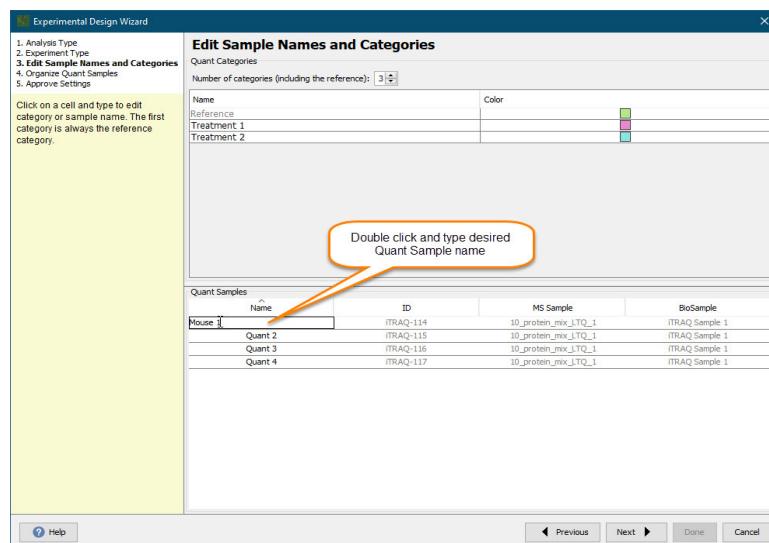 Experimental Design Wizard
1. Analysis Type
2. Experiment Type
3. Edit Sample Names and Categories
4. Organize Quant Samples
5. Approve Settings
Click on a cell and type to edit
category or sample name. The first
category is always the reference
category.
Edit Sample Names and Categories
Quant Categories
Number of categories (including the reference): 3
Name Color
Reference
Treatment 1
Treatment 2
Double click and type desired
Quant Sample name
Quant Samples
Name ID MS Sample BioSample
Mouse 1 iTRAQ-114 10_protein_mix_LTQ_1 iTRAQ Sample 1
Quant 2 iTRAQ-115 10_protein_mix_LTQ_1 iTRAQ Sample 1
Quant 3 iTRAQ-116 10_protein_mix_LTQ_1 iTRAQ Sample 1
Quant 4 iTRAQ-117 10_protein_mix_LTQ_1 iTRAQ Sample 1
Help Previous Next Done Cancel